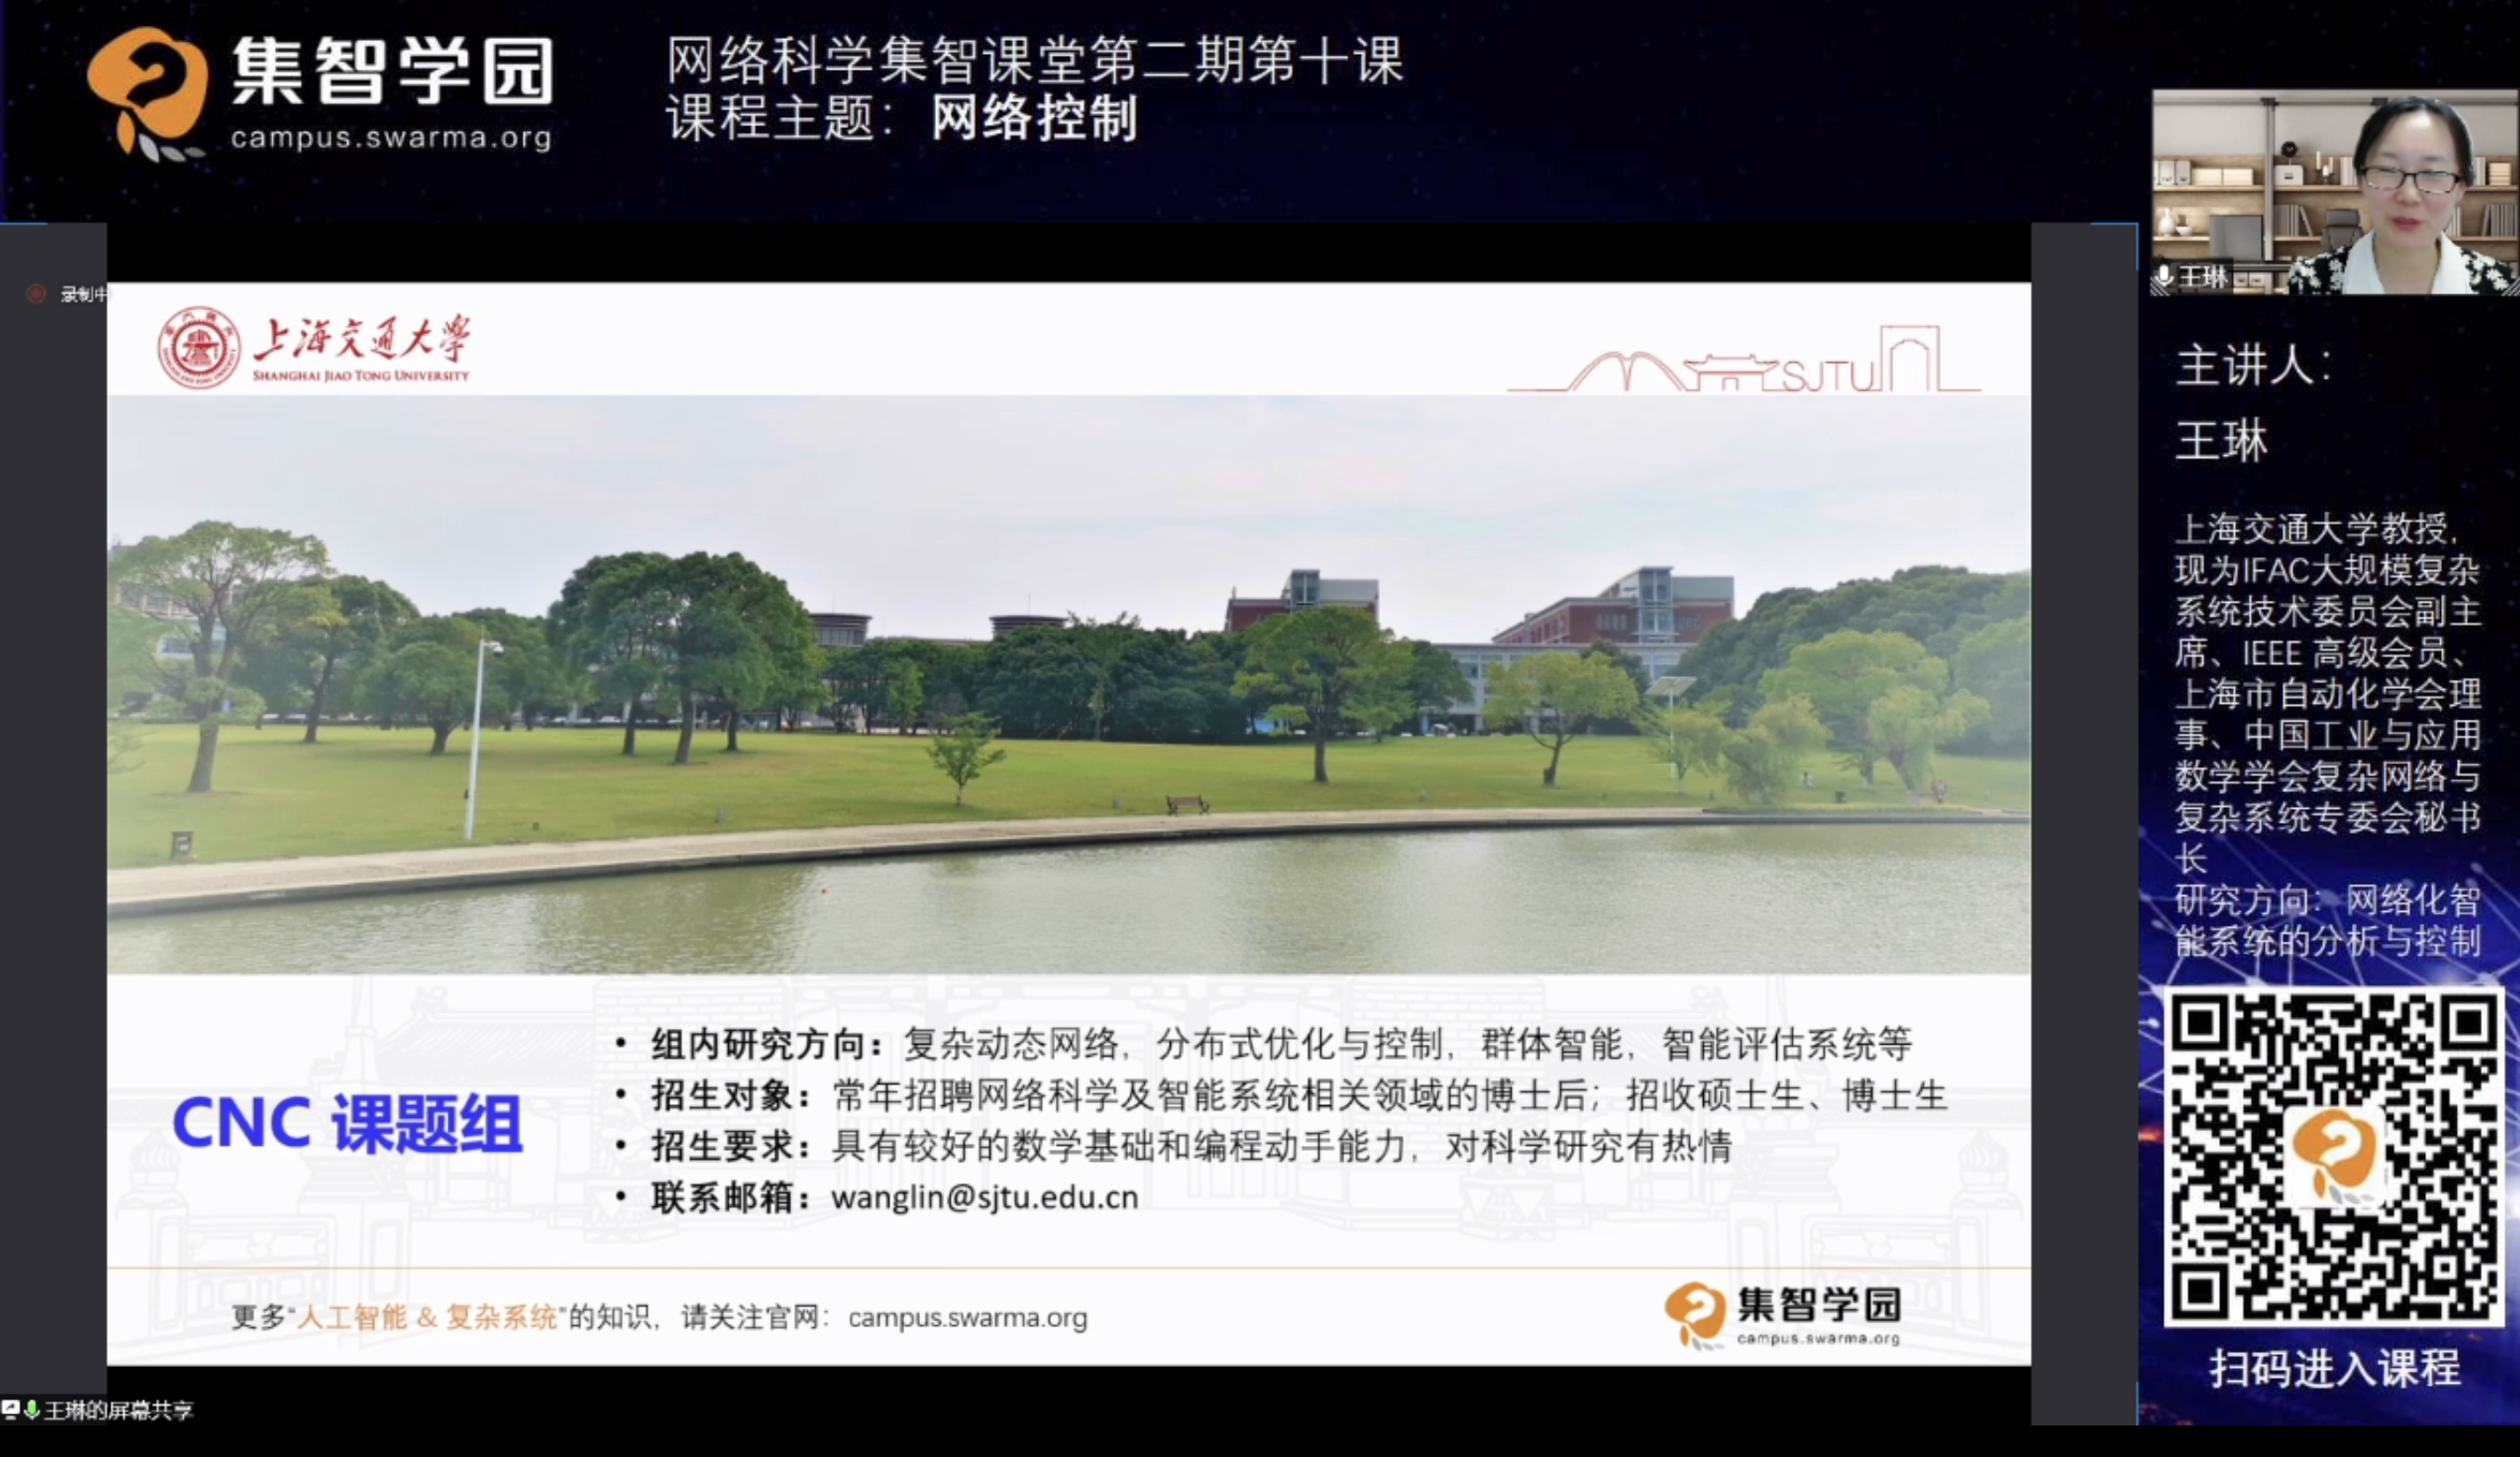 集智学园
campus.swarma.org
网络科学集智课堂第二期第十课
课程主题：网络控制
王琳
录制中
上海交通大学
SHANGHAI JIAO TONG UNIVERSITY
SJTU
CNC 课题组
• 组内研究方向：复杂动态网络，分布式优化与控制，群体智能，智能评估系统等
• 招生对象：常年招聘网络科学及智能系统相关领域的博士后；招收硕士生、博士生
• 招生要求：具有较好的数学基础和编程动手能力，对科学研究有热情
• 联系邮箱：wanglin@sjtu.edu.cn
更多“人工智能 & 复杂系统”的知识，请关注官网：campus.swarma.org
集智学园
campus.swarma.org
王琳的屏幕共享
主讲人：
王琳
上海交通大学教授，
现为IFAC大规模复杂
系统技术委员会副主
席、IEEE 高级会员、
上海市自动化学会理
事、中国工业与应用
数学学会复杂网络与
复杂系统专委会秘书
长
研究方向：网络化智
能系统的分析与控制
扫码进入课程